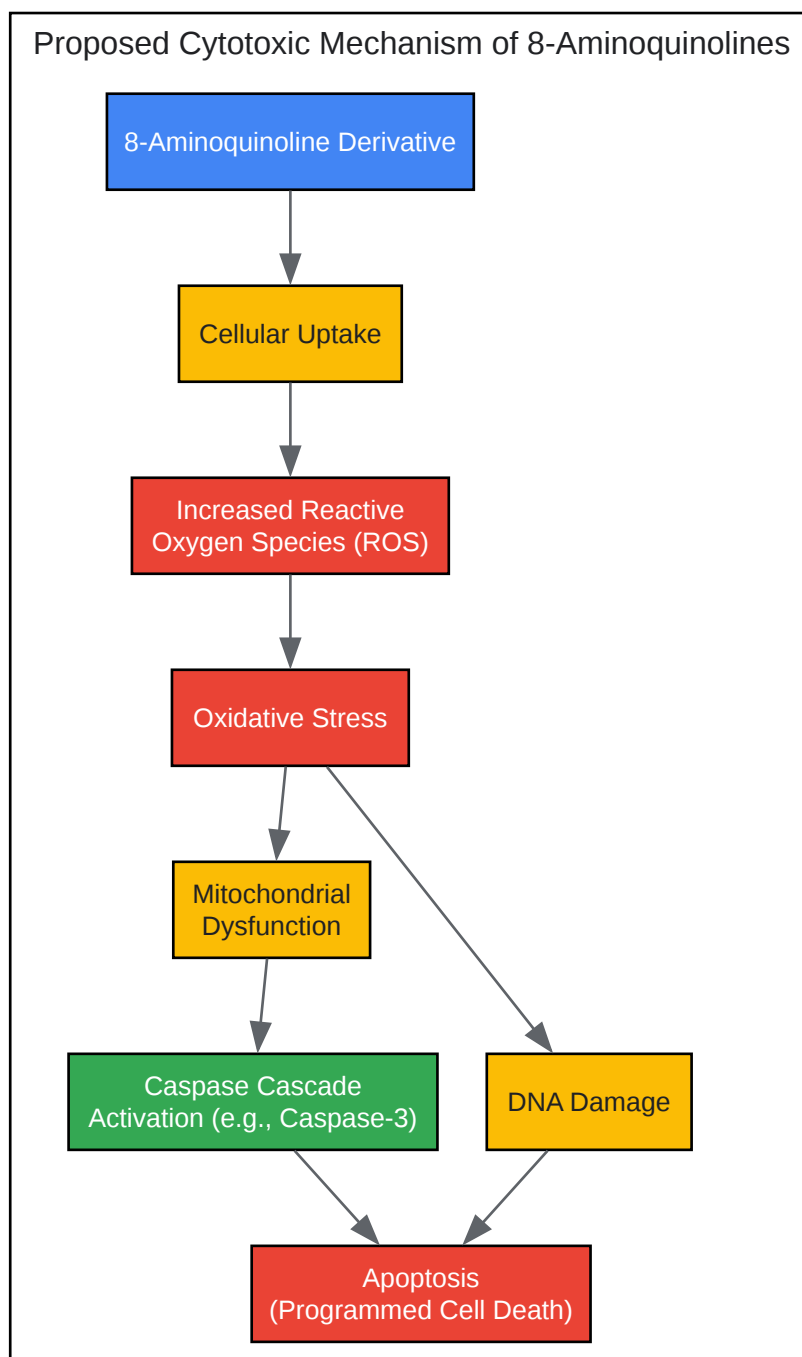 Proposed Cytotoxic Mechanism of 8-Aminoquinolines
8-Aminoquinoline Derivative
Cellular Uptake
Increased Reactive
Oxygen Species (ROS)
Oxidative Stress
Mitochondrial
Dysfunction
Caspase Cascade
Activation (e.g., Caspase-3)
DNA Damage
Apoptosis
(Programmed Cell Death)